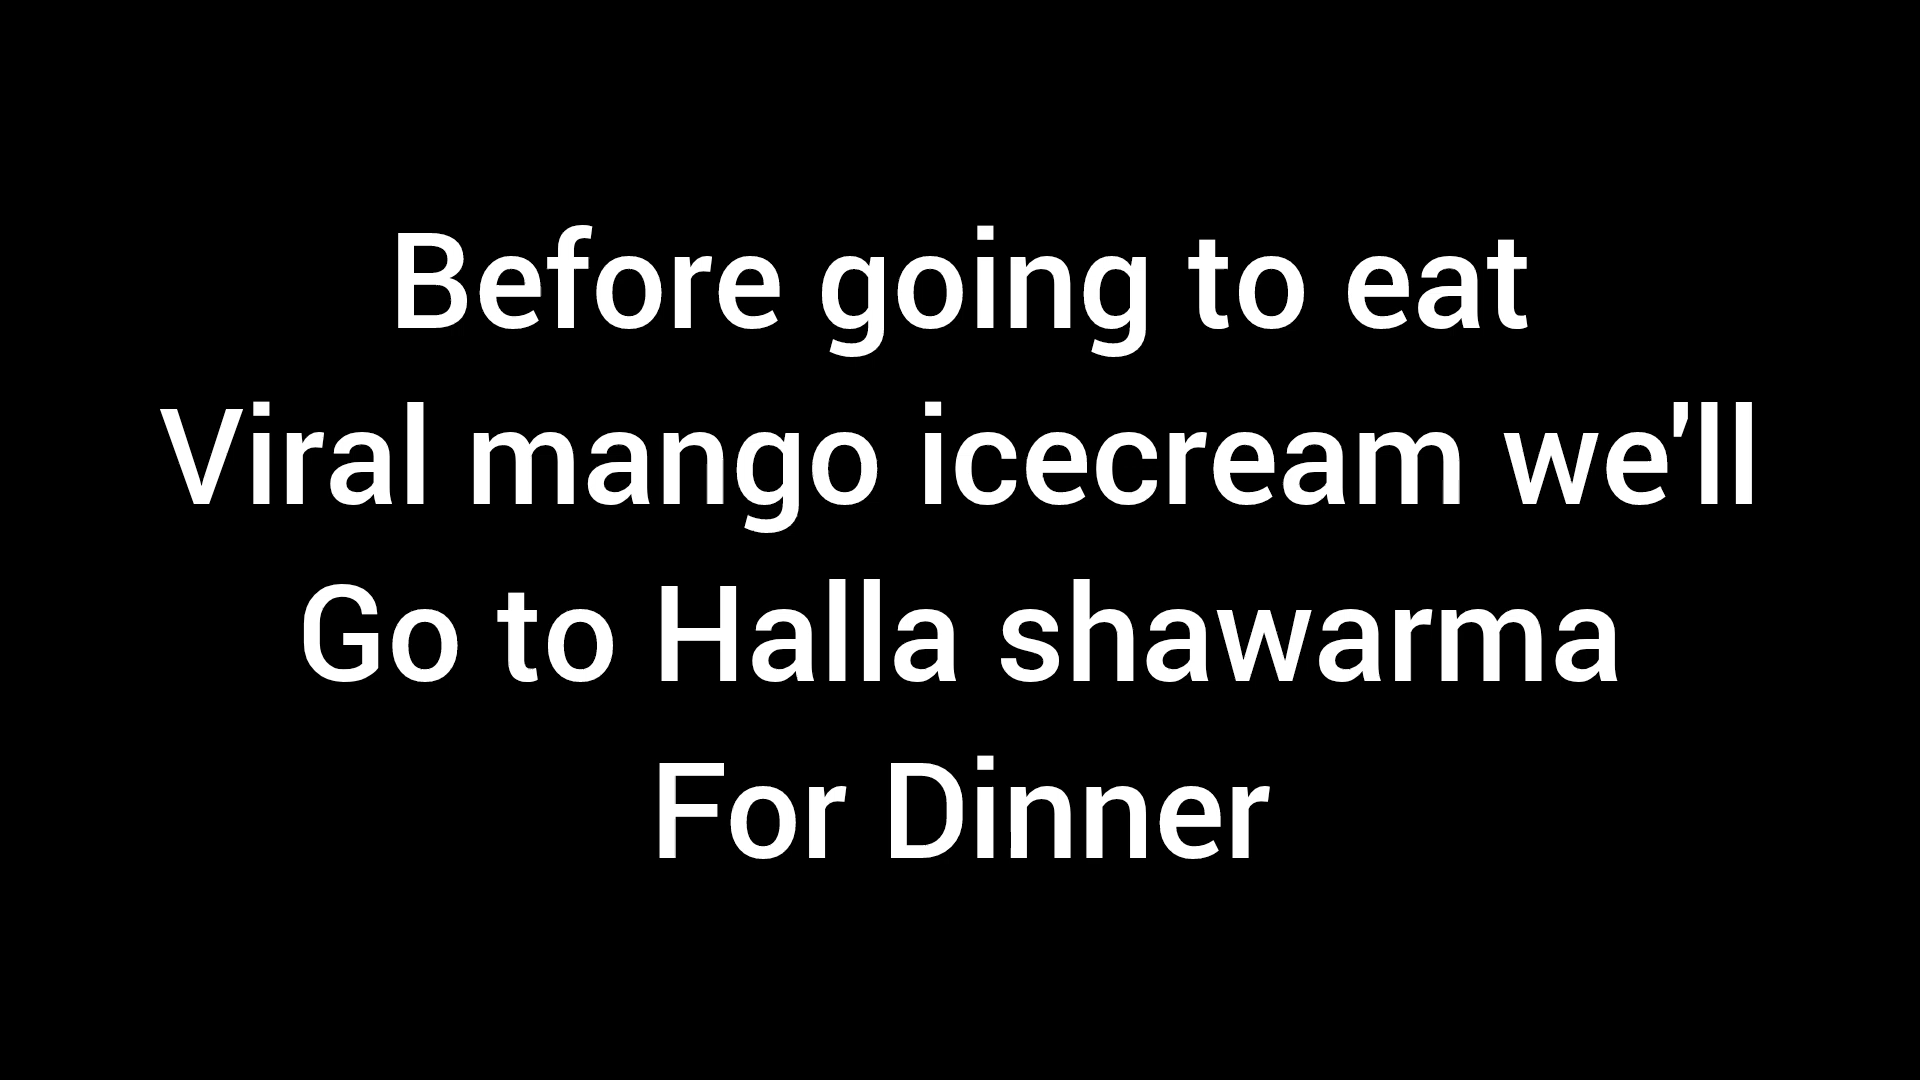 Before going to eat
Viral mango icecream we'll
Go to Halla shawarma
For Dinner